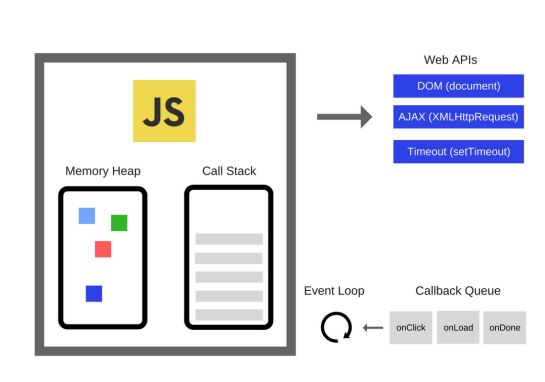 Web APIs
DOM (document)
JS
AJAX (XMLHttpRequest)
Timeout (setTimeout)
Memory Heap
Call Stack
Event Loop
Callback Queue
onClick
onLoad
onDone